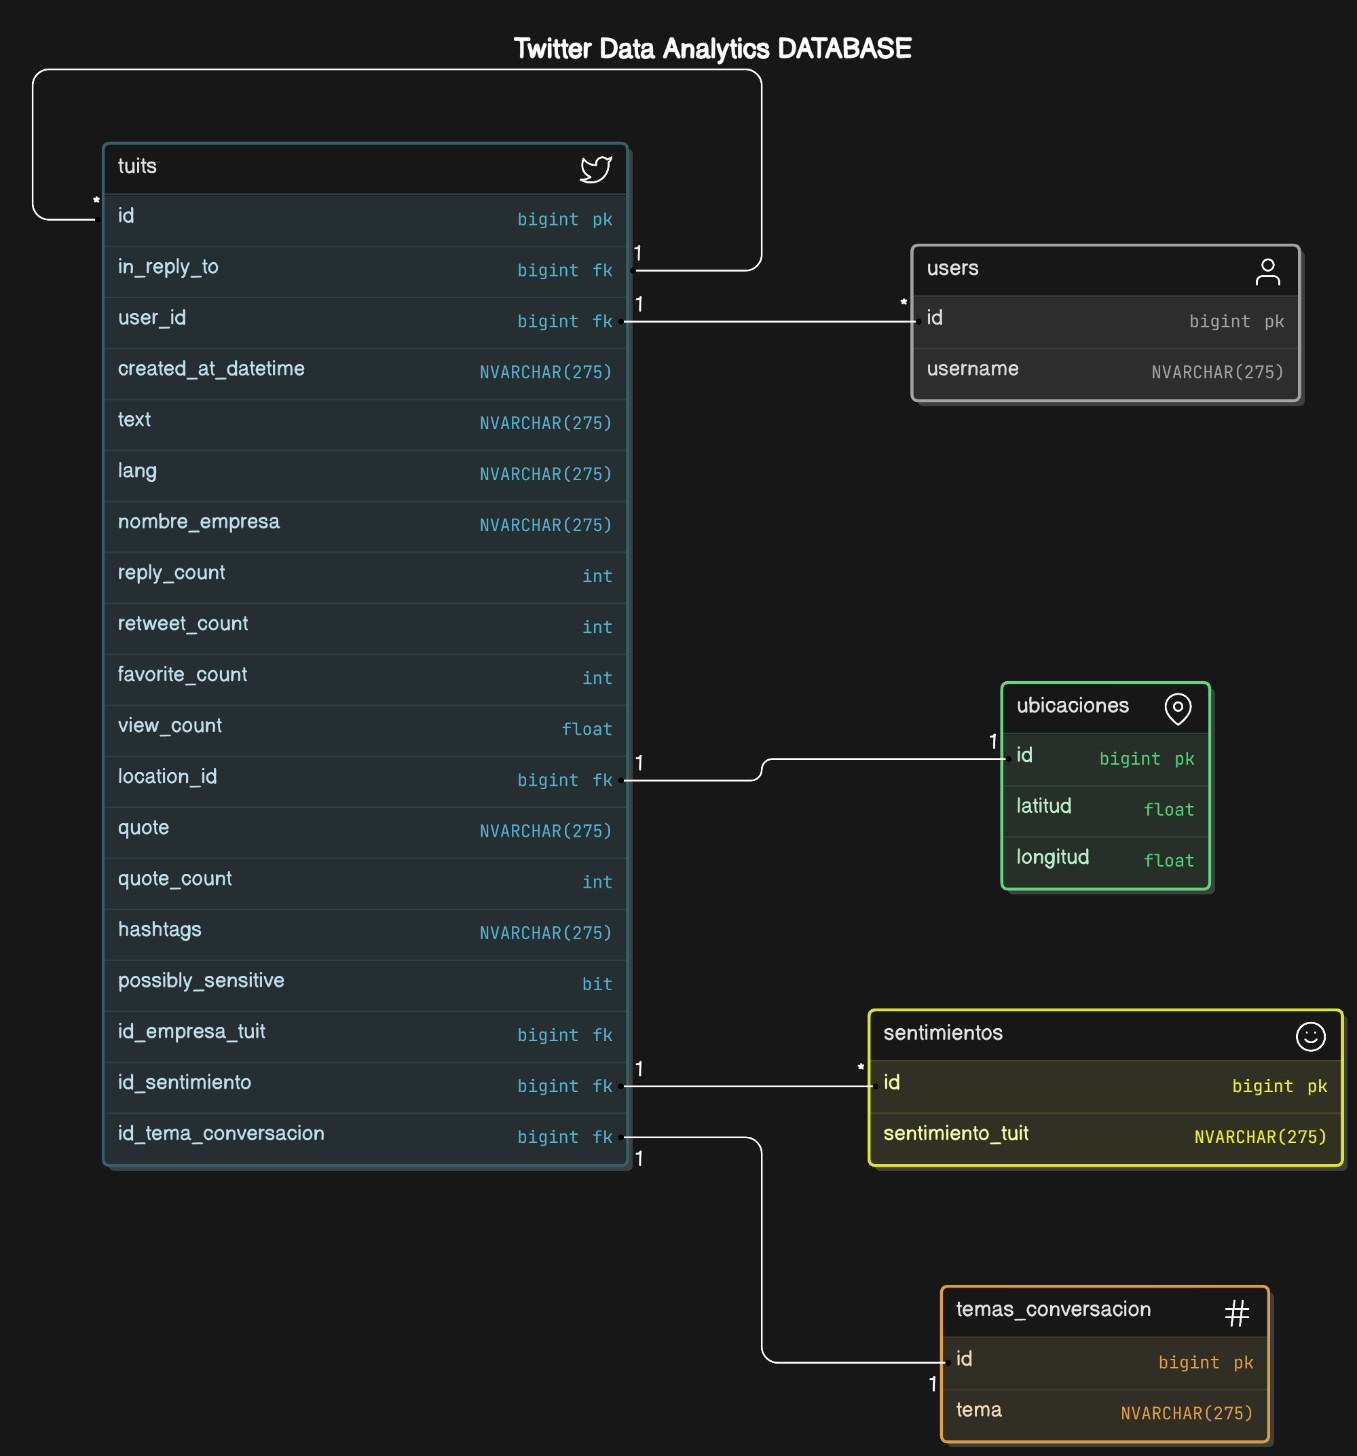 Twitter Data Analytics DATABASE
tuits
*
id bigint pk
1
in_reply_to bigint fk
1
user_id bigint fk
created_at_datetime NVARCHAR(275)
text NVARCHAR(275)
lang NVARCHAR(275)
nombre_empresa NVARCHAR(275)
reply_count int
retweet_count int
favorite_count int
view_count float
1
location_id bigint fk
quote NVARCHAR(275)
quote_count int
hashtags NVARCHAR(275)
possibly_sensitive bit
id_empresa_tuit bigint fk
1
id_sentimiento bigint fk
id_tema_conversacion bigint fk
1
users
*
id bigint pk
username NVARCHAR(275)
ubicaciones
1
id bigint pk
latitud float
longitud float
sentimientos
*
id bigint pk
sentimiento_tuit NVARCHAR(275)
temas_conversacion
id bigint pk
1
tema NVARCHAR(275)